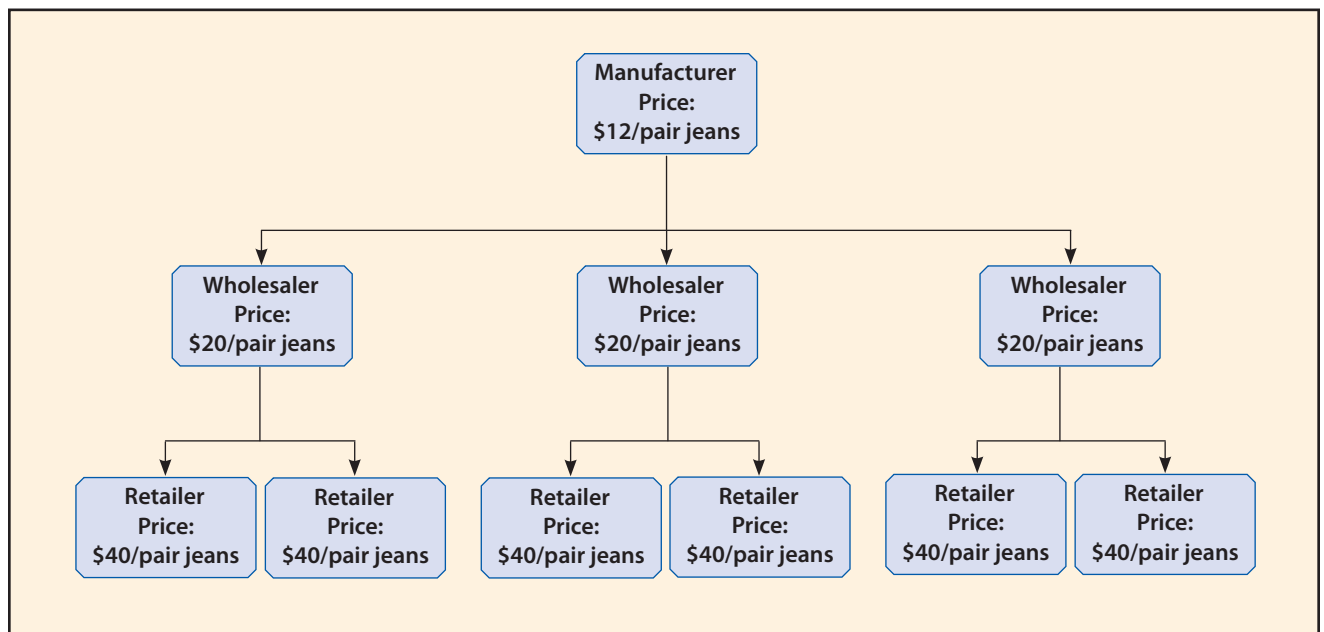 Manufacturer
Price:
$12/pair jeans
Wholesaler
Price:
$20/pair jeans
Wholesaler
Price:
$20/pair jeans
Wholesaler
Price:
$20/pair jeans
Retailer
Price:
$40/pair jeans
Retailer
Price:
$40/pair jeans
Retailer
Price:
$40/pair jeans
Retailer
Price:
$40/pair jeans
Retailer
Price:
$40/pair jeans
Retailer
Price:
$40/pair jeans